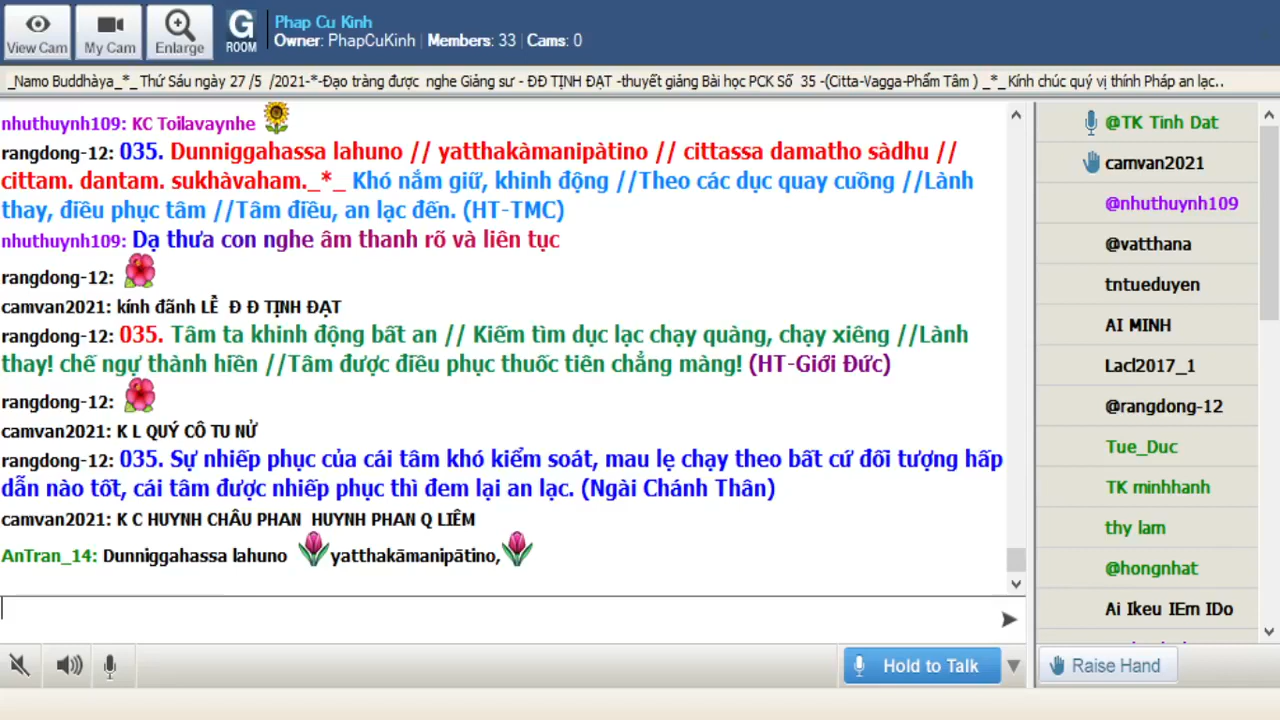 Phap Cu Kinh
Owner: PhapCuKinh | Members: 33 | Cams: 0
View Cam
My Cam
Enlarge
G
ROOM
_Namo Buddhàya_*_Thứ Sáu ngày 27 /5 /2021-*-Đạo tràng được nghe Giảng sư - ĐĐ TỊNH ĐẠT -thuyết giảng Bài học PCK Số 35 -(Citta-Vagga-Phẩm Tâm ) _*_Kính chúc quý vị thính Pháp an lạc..
nhuthuynh109: KC Toilavaynhe
rangdong-12: 035. Dunniggahassa lahuno // yatthakàmanipàtino // cittassa damatho sàdhu //
cittam. dantam. sukhàvaham._*_ Khó nắm giữ, khinh động //Theo các dục quay cuồng //Lành
thay, điều phục tâm //Tâm điều, an lạc đến. (HT-TMC)
nhuthuynh109: Dạ thưa con nghe âm thanh rõ và liên tục
rangdong-12:
camvan2021: kính đãnh LỂ Đ Đ TỊNH ĐẠT
rangdong-12: 035. Tâm ta khinh động bất an // Kiếm tìm dục lạc chạy quàng, chạy xiêng //Lành
thay! chế ngự thành hiền //Tâm được điều phục thuốc tiên chẳng màng! (HT-Giới Đức)
rangdong-12:
camvan2021: K L QUÝ CÔ TU NỬ
rangdong-12: 035. Sự nhiếp phục của cái tâm khó kiểm soát, mau lẹ chạy theo bất cứ đối tượng hấp
dẫn nào tốt, cái tâm được nhiếp phục thì đem lại an lạc. (Ngài Chánh Thân)
camvan2021: K C HUYNH CHÂU PHAN HUYNH PHAN Q LIÊM
AnTran_14: Dunniggahassa lahuno yatthakāmanipātino,
@TK Tinh Dat
camvan2021
@nhuthuynh109
@vatthana
tntueduyen
AI MINH
Lacl2017_1
@rangdong-12
Tue_Duc
TK minhhanh
thy lam
@hongnhat
Ai Ikeu IEm IDo
Hold to Talk
Raise Hand